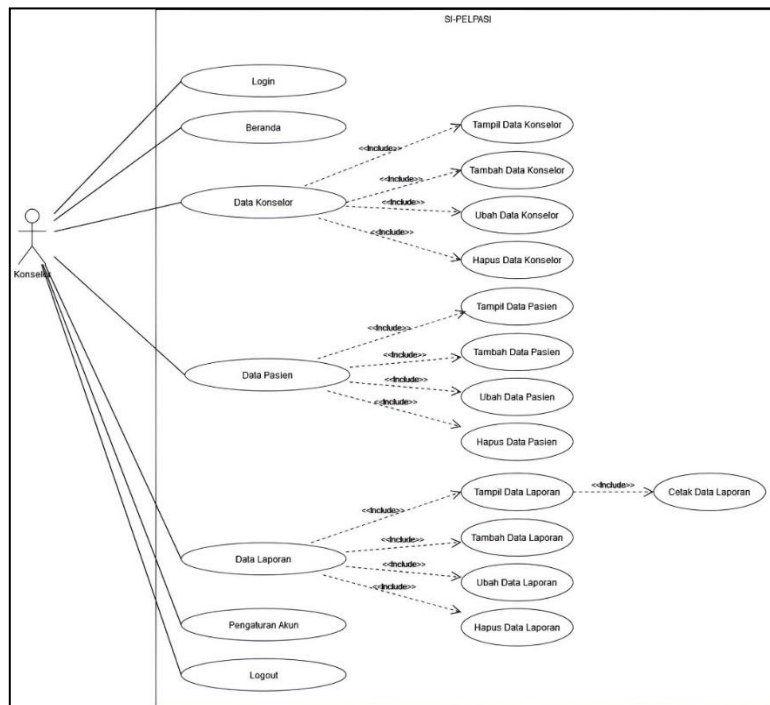 SI-PELPASI
Login
Beranda
Tampil Data Konselor
<<Include>>
Tambah Data Konselor
<<Include>>
Data Konselor
<<Include>>
Ubah Data Konselor
<<Include>>
Hapus Data Konselor
Konselor
Tampil Data Pasien
<<Include>>
Tambah Data Pasien
<<Include>>
Data Pasien
<<Include>>
Ubah Data Pasien
<<Include>>
Hapus Data Pasien
Tampil Data Laporan
<<Include>>
Cetak Data Laporan
<<Include>>
Tambah Data Laporan
<<Include>>
Data Laporan
<<Include>>
Ubah Data Laporan
<<Include>>
Hapus Data Laporan
Pengaturan Akun
Logout